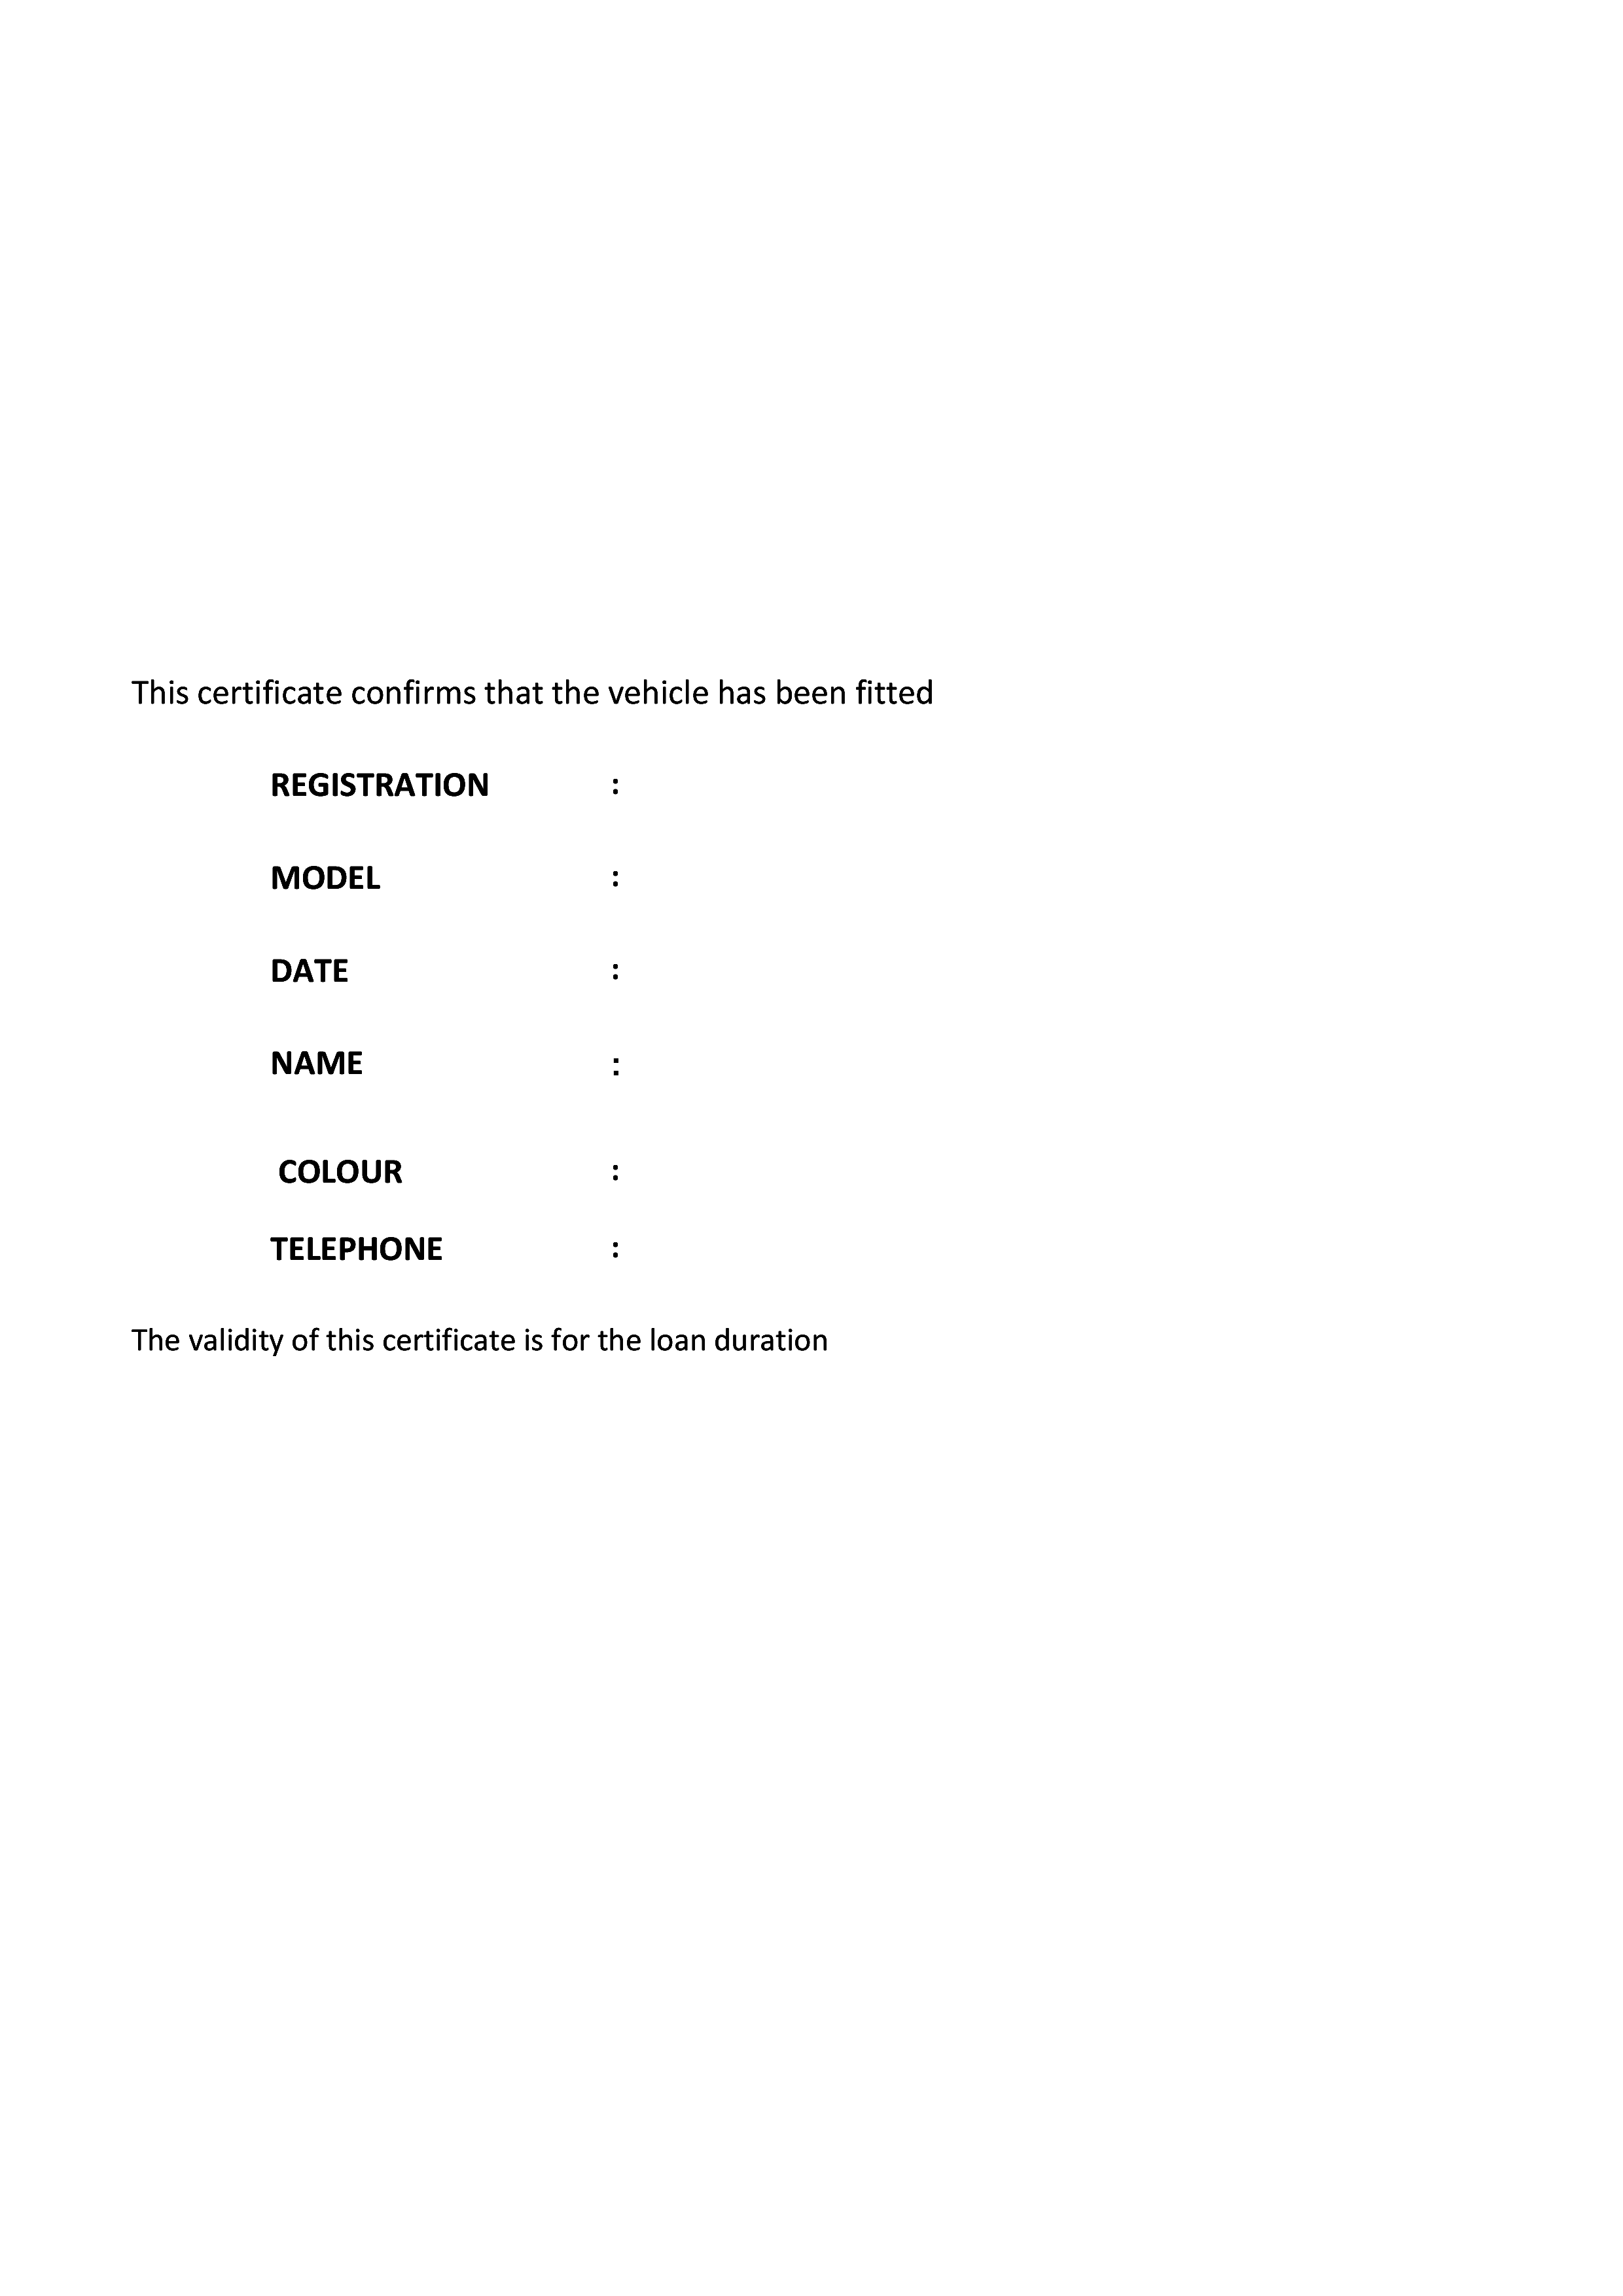 This certificate confirms that the vehicle has been fitted
REGISTRATION :
MODEL :
DATE :
NAME :
COLOUR :
TELEPHONE :
The validity of this certificate is for the loan duration